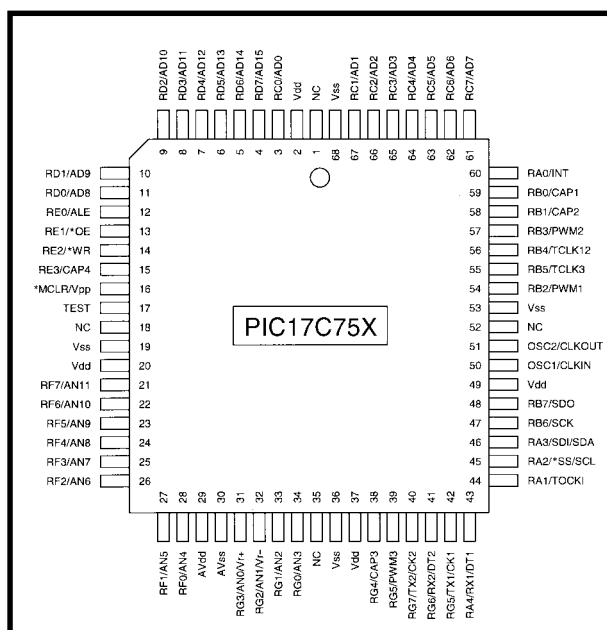 RD2/AD10
RD3/AD11
RD4/AD12
RD5/AD13
RD6/AD14
RD7/AD15
RC0/AD0
Vdd
NC
Vss
RC1/AD1
RC2/AD2
RC3/AD3
RC4/AD4
RC5/AD5
RC6/AD6
RC7/AD7
9 8 7 6 5 4 3 2 1 68 67 66 65 64 63 62 61
RD1/AD9 10
RD0/AD8 11
RE0/ALE 12
RE1/*OE 13
RE2/*WR 14
RE3/CAP4 15
*MCLR/Vpp 16
TEST 17
NC 18
Vss 19
Vdd 20
RF7/AN11 21
RF6/AN10 22
RF5/AN9 23
RF4/AN8 24
RF3/AN7 25
RF2/AN6 26
PIC17C75X
60 RA0/INT
59 RB0/CAP1
58 RB1/CAP2
57 RB3/PWM2
56 RB4/TCLK12
55 RB5/TCLK3
54 RB2/PWM1
53 Vss
52 NC
51 OSC2/CLKOUT
50 OSC1/CLKIN
49 Vdd
48 RB7/SDO
47 RB6/SCK
46 RA3/SDI/SDA
45 RA2/*SS/SCL
44 RA1/TOCKI
27 28 29 30 31 32 33 34 35 36 37 38 39 40 41 42 43
RF1/AN5
RF0/AN4
AVdd
AVss
RG3/AN0/Vr+
RG2/AN1/Vr−
RG1/AN2
RG0/AN3
NC
Vss
Vdd
RG4/CAP3
RG5/PWM3
RG7/TX2/CK2
RG6/RX2/DT2
RG5/TX1/CK1
RA4/RX1/DT1